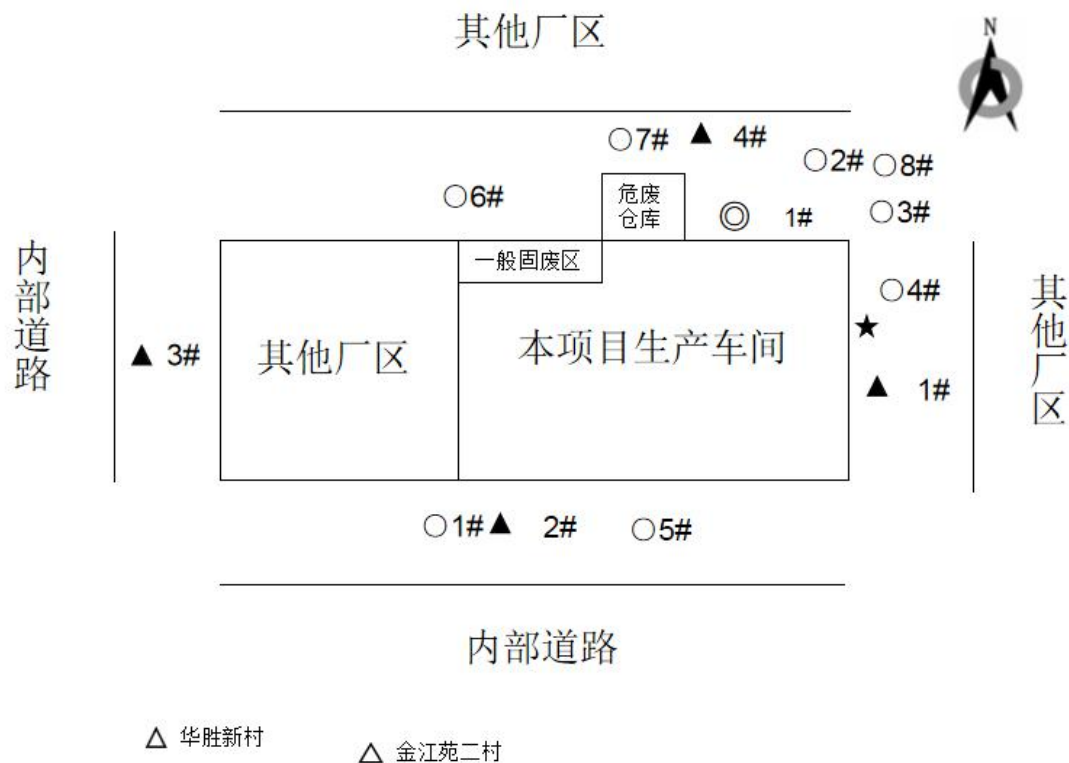 其他厂区
N
○7# ▲ 4#
○2# ○8#
○6#
危废
仓库
◎ 1#
○3#
内部道路
一般固废区
○4#
★
其他厂区
▲ 3#
其他厂区
本项目生产车间
▲ 1#
○1# ▲ 2# ○5#
内部道路
△ 华胜新村
△ 金江苑二村